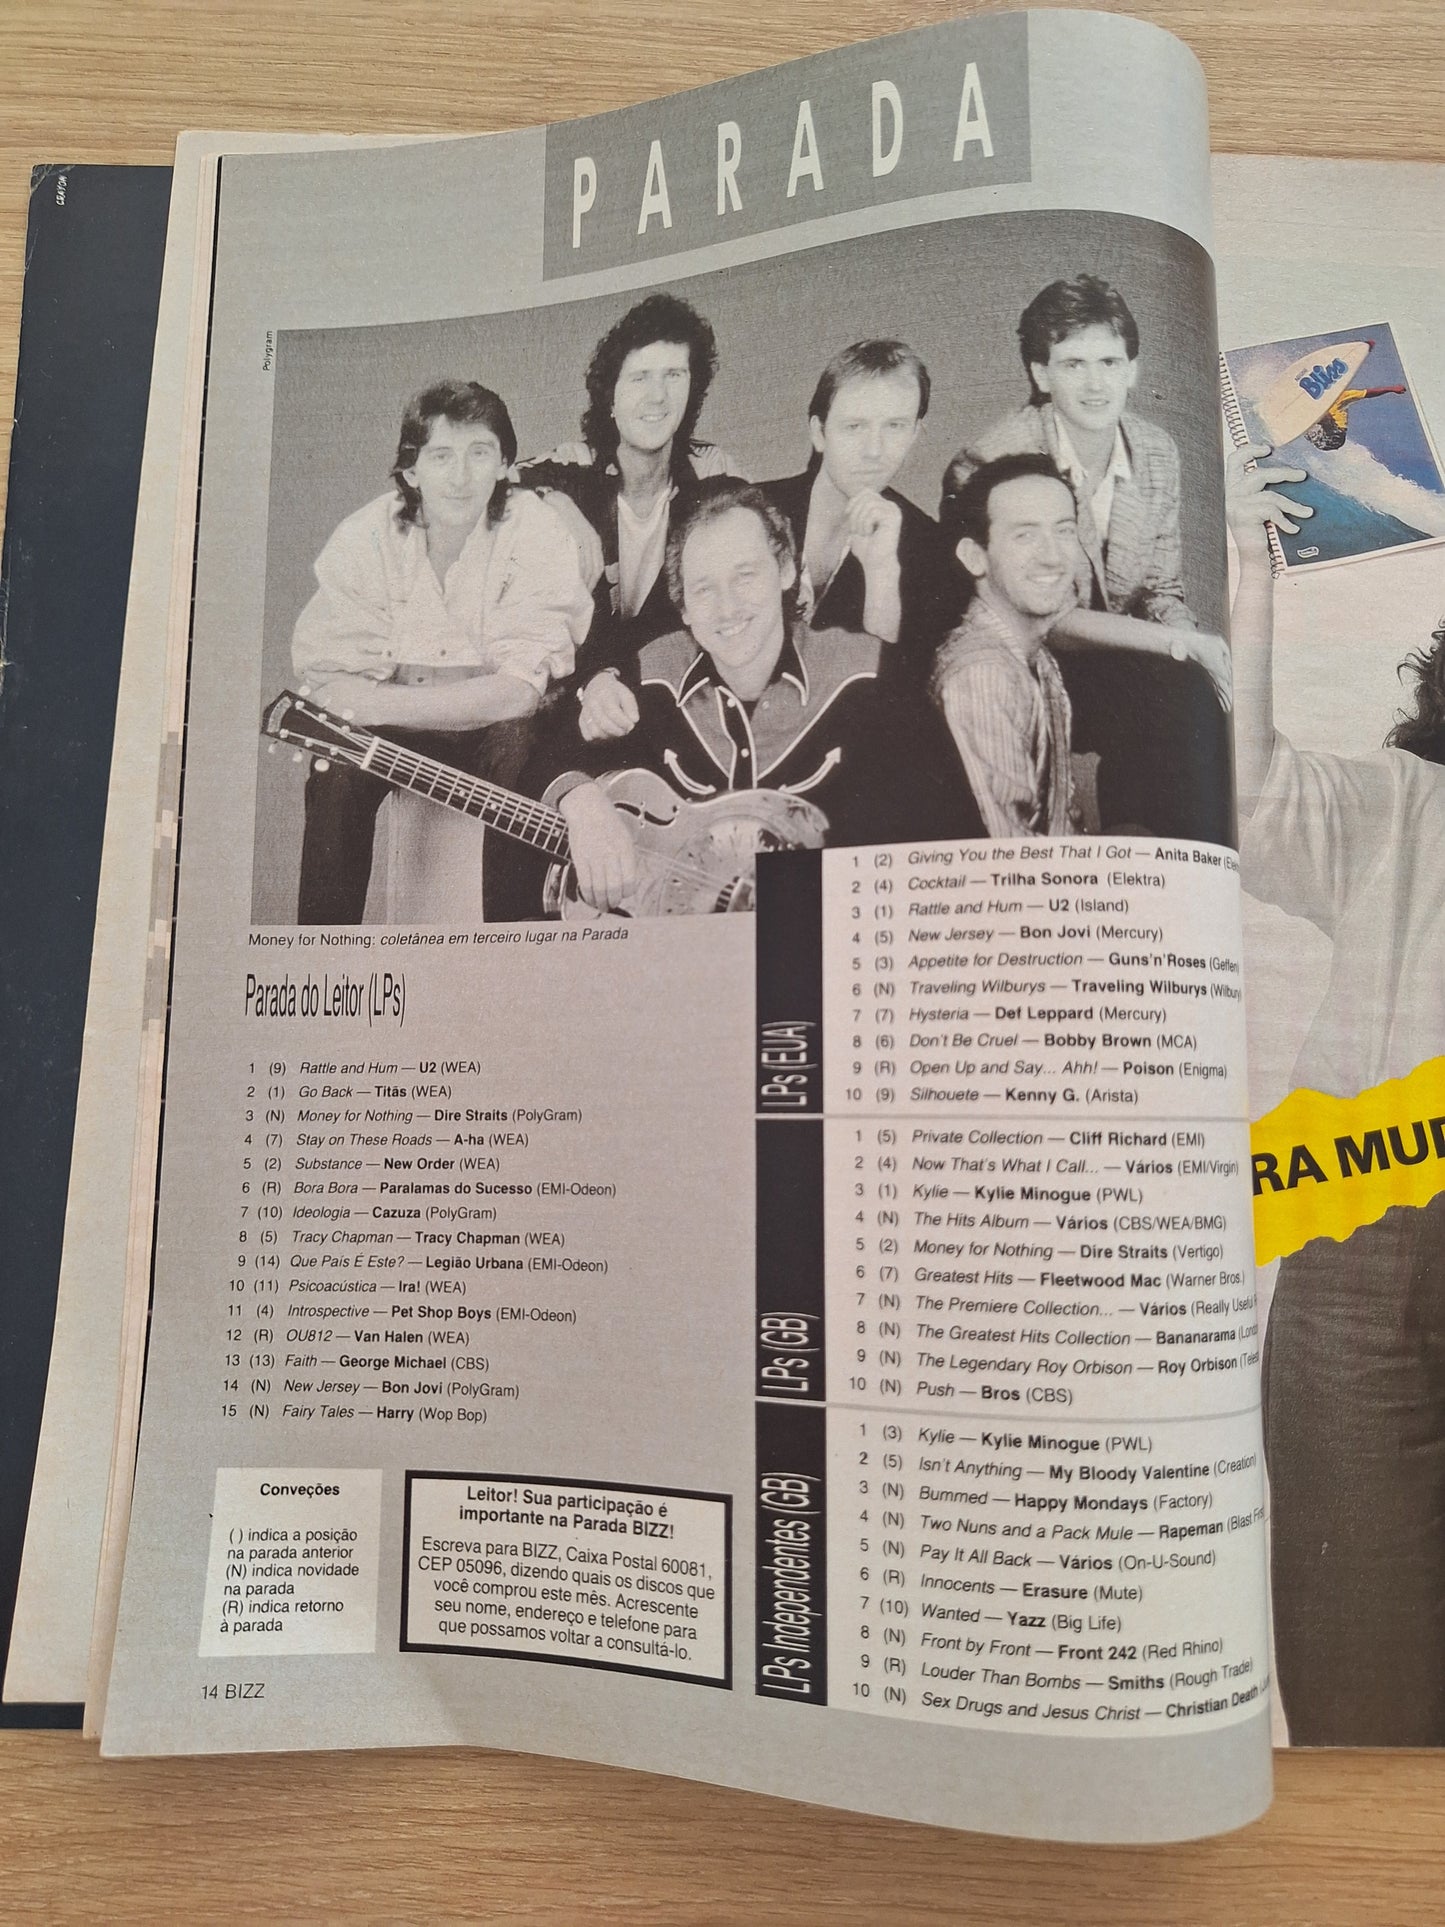 CRAYON
PARADA
Polygram
Bliss
Money for Nothing: coletânea em terceiro lugar na Parada
Parada do Leitor (LPs)
1 (9) Rattle and Hum — U2 (WEA)
2 (1) Go Back — Titãs (WEA)
3 (N) Money for Nothing — Dire Straits (PolyGram)
4 (7) Stay on These Roads — A-ha (WEA)
5 (2) Substance — New Order (WEA)
6 (R) Bora Bora — Paralamas do Sucesso (EMI-Odeon)
7 (10) Ideologia — Cazuza (PolyGram)
8 (5) Tracy Chapman — Tracy Chapman (WEA)
9 (14) Que País É Este? — Legião Urbana (EMI-Odeon)
10 (11) Psicoacústica — Ira! (WEA)
11 (4) Introspective — Pet Shop Boys (EMI-Odeon)
12 (R) OU812 — Van Halen (WEA)
13 (13) Faith — George Michael (CBS)
14 (N) New Jersey — Bon Jovi (PolyGram)
15 (N) Fairy Tales — Harry (Wop Bop)
Conveções
( ) indica a posição
na parada anterior
(N) indica novidade
na parada
(R) indica retorno
à parada
Leitor! Sua participação é
importante na Parada BIZZ!
Escreva para BIZZ, Caixa Postal 60081,
CEP 05096, dizendo quais os discos que
você comprou este mês. Acrescente
seu nome, endereço e telefone para
que possamos voltar a consultá-lo.
14 BIZZ
LPs (EUA)
1 (2) Giving You the Best That I Got — Anita Baker
2 (4) Cocktail — Trilha Sonora (Elektra)
3 (1) Rattle and Hum — U2 (Island)
4 (5) New Jersey — Bon Jovi (Mercury)
5 (3) Appetite for Destruction — Guns'n'Roses (Geffen)
6 (N) Traveling Wilburys — Traveling Wilburys (Wilbury
7 (7) Hysteria — Def Leppard (Mercury)
8 (6) Don't Be Cruel — Bobby Brown (MCA)
9 (R) Open Up and Say... Ahh! — Poison (Enigma)
10 (9) Silhouete — Kenny G. (Arista)
LPs (GB)
1 (5) Private Collection — Cliff Richard (EMI)
2 (4) Now That's What I Call... — Vários (EMI/Virgin)
3 (1) Kylie — Kylie Minogue (PWL)
4 (N) The Hits Album — Vários (CBS/WEA/BMG)
5 (2) Money for Nothing — Dire Straits (Vertigo)
6 (7) Greatest Hits — Fleetwood Mac (Warner Bros.)
7 (N) The Premiere Collection... — Vários (Really Useful
8 (N) The Greatest Hits Collection — Bananarama
9 (N) The Legendary Roy Orbison — Roy Orbison
10 (N) Push — Bros (CBS)
LPs Independentes (GB)
1 (3) Kylie — Kylie Minogue (PWL)
2 (5) Isn't Anything — My Bloody Valentine (Creation)
3 (N) Bummed — Happy Mondays (Factory)
4 (N) Two Nuns and a Pack Mule — Rapeman (Blast
5 (N) Pay It All Back — Vários (On-U-Sound)
6 (R) Innocents — Erasure (Mute)
7 (10) Wanted — Yazz (Big Life)
8 (N) Front by Front — Front 242 (Red Rhino)
9 (R) Louder Than Bombs — Smiths (Rough Trade)
10 (N) Sex Drugs and Jesus Christ — Christian Death
RA MUD